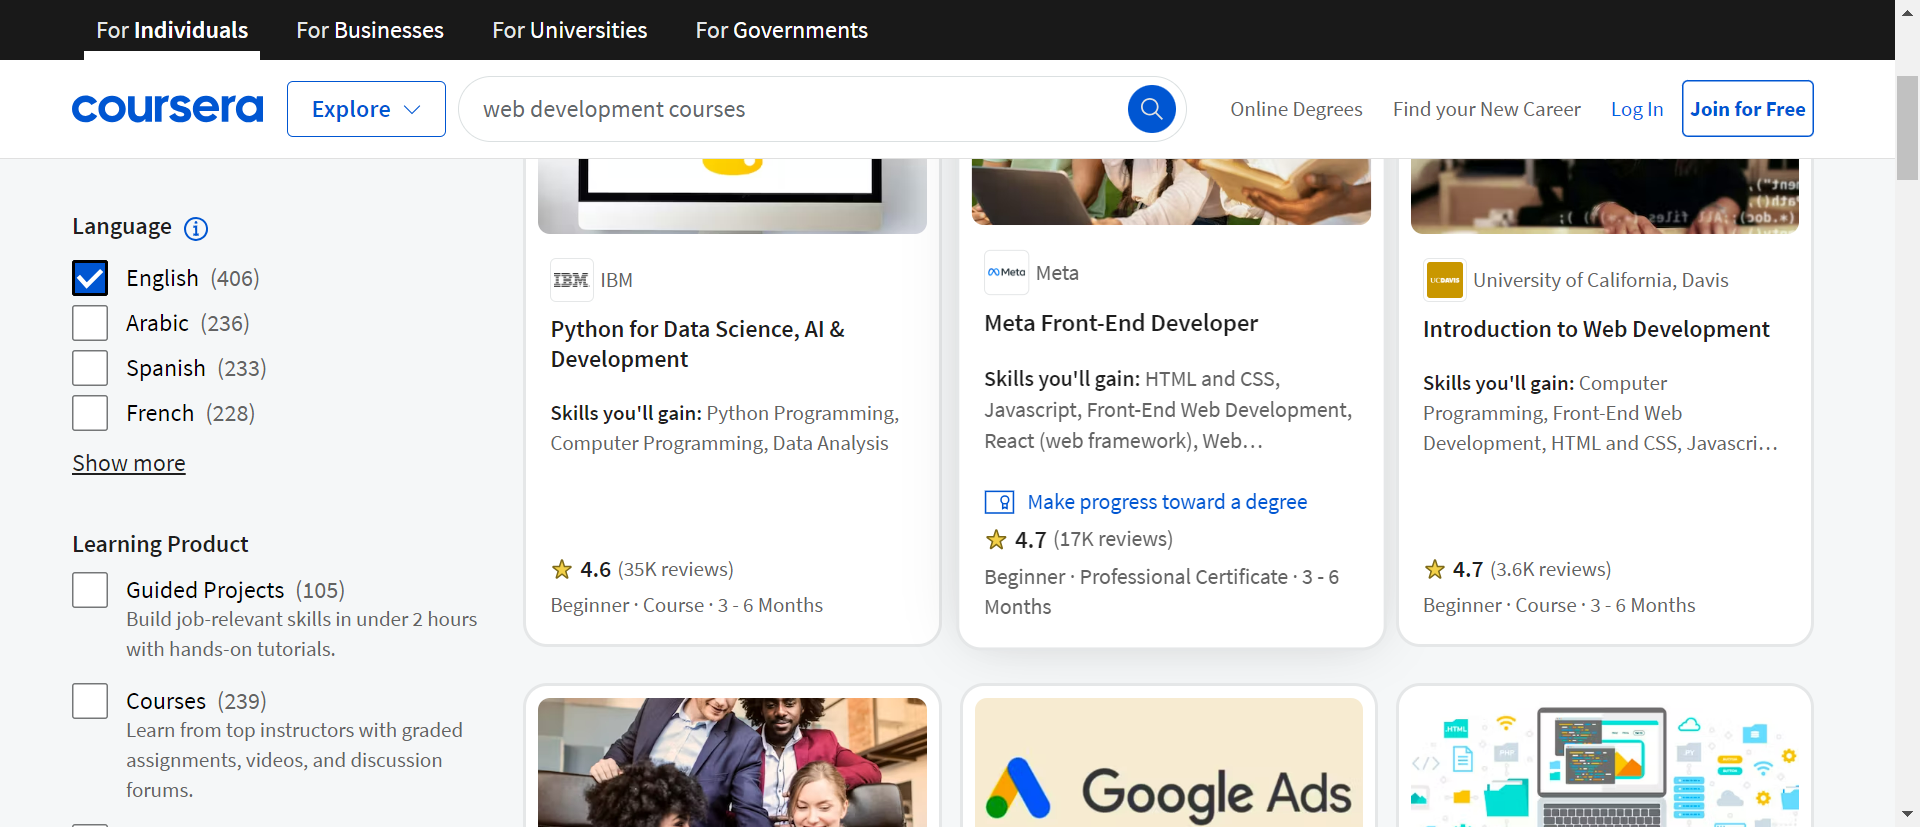 For Individuals
For Businesses
For Universities
For Governments
coursera
Explore
web development courses
Online Degrees
Find your New Career
Log In
Join for Free
Language
English (406)
Arabic (236)
Spanish (233)
French (228)
Show more
Learning Product
Guided Projects (105)
Build job-relevant skills in under 2 hours
with hands-on tutorials.
Courses (239)
Learn from top instructors with graded
assignments, videos, and discussion
forums.
IBM
IBM
Python for Data Science, AI &
Development
Skills you'll gain: Python Programming,
Computer Programming, Data Analysis
4.6 (35K reviews)
Beginner · Course · 3 - 6 Months
Meta
Meta
Meta Front-End Developer
Skills you'll gain: HTML and CSS,
Javascript, Front-End Web Development,
React (web framework), Web…
Make progress toward a degree
4.7 (17K reviews)
Beginner · Professional Certificate · 3 - 6
Months
UCDAVIS
University of California, Davis
Introduction to Web Development
Skills you'll gain: Computer
Programming, Front-End Web
Development, HTML and CSS, Javascri…
4.7 (3.6K reviews)
Beginner · Course · 3 - 6 Months
Google Ads
.HTML
PHP